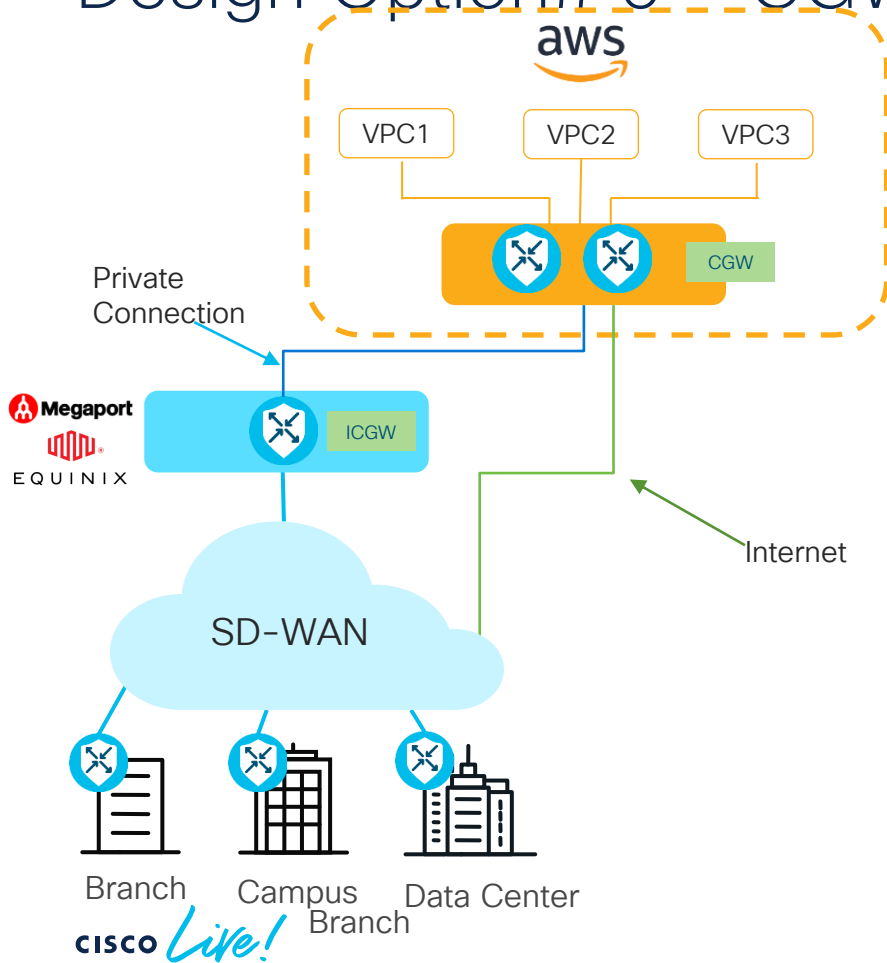 aws
VPC1
VPC2
VPC3
CGW
Private
Connection
Megaport
EQUINIX
ICGW
Internet
SD-WAN
Branch
Campus
Branch
Data Center
CISCO Live!